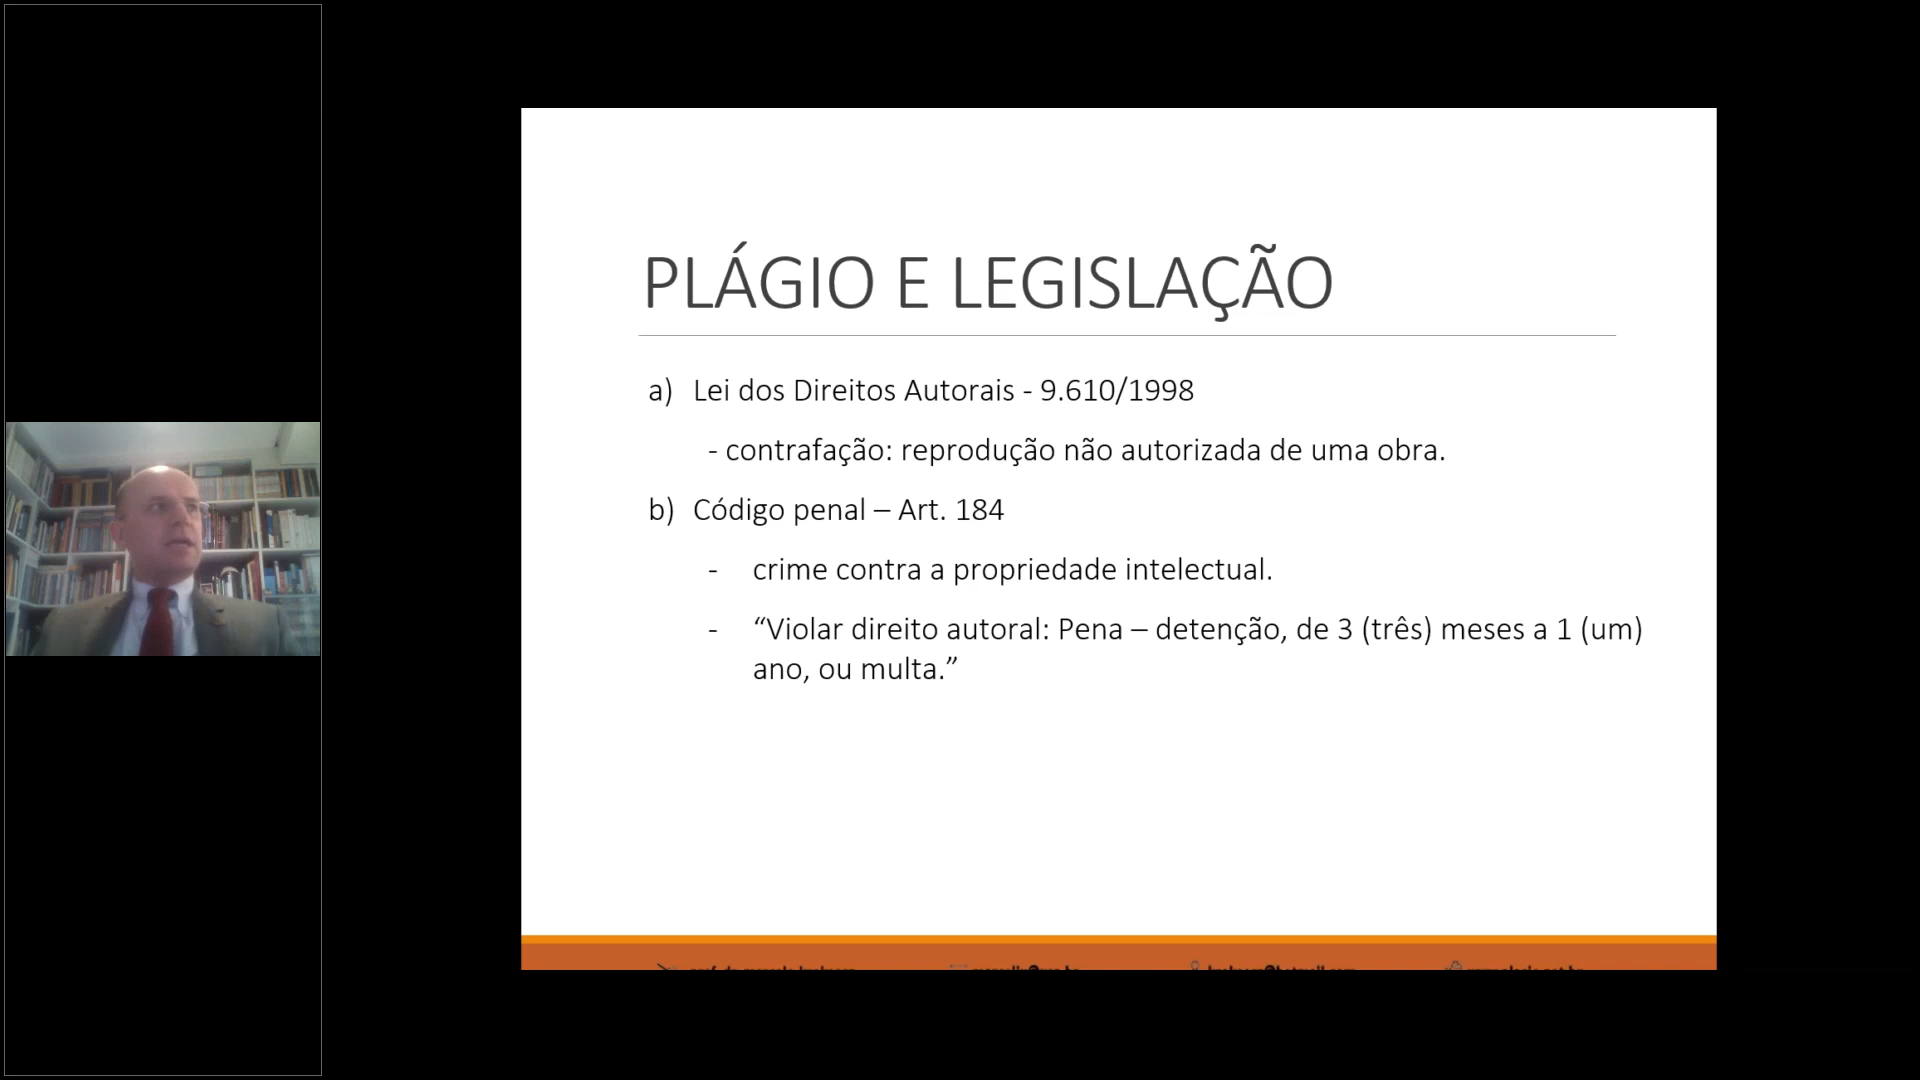 PLÁGIO E LEGISLAÇÃO
a) Lei dos Direitos Autorais - 9.610/1998
- contrafação: reprodução não autorizada de uma obra.
b) Código penal – Art. 184
- crime contra a propriedade intelectual.
- “Violar direito autoral: Pena – detenção, de 3 (três) meses a 1 (um)
ano, ou multa.”